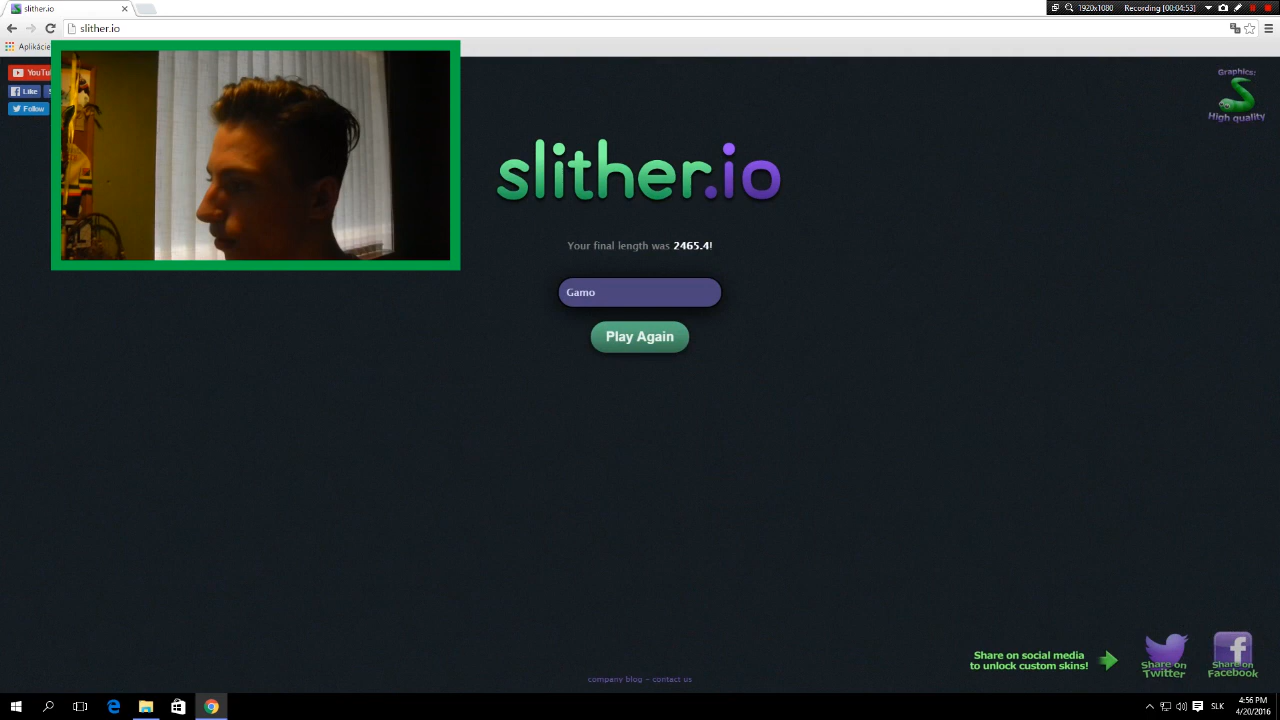 slither.io
1920x1080
Recording [00:04:53]
slither.io
Aplikácie
YouTu
Like
Follow
Graphics:
High quality
slither.io
Your final length was 2465.4!
Gamo
Play Again
Share on social media
to unlock custom skins!
Share on
Twitter
Share on
Facebook
company blog - contact us
SLK
4:56 PM
4/20/2016